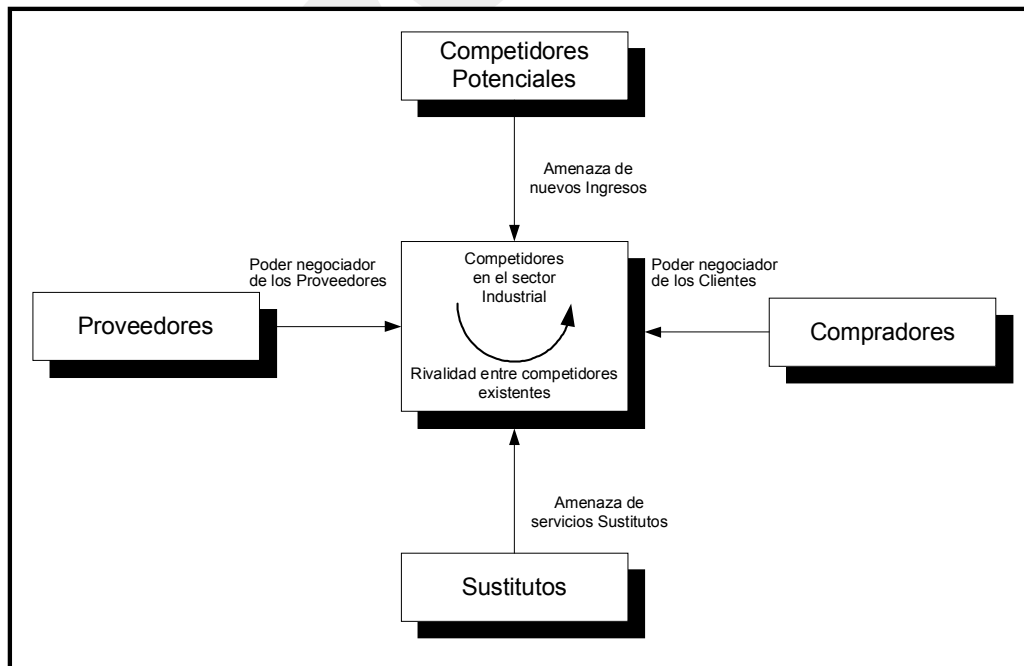 Competidores
Potenciales
Amenaza de
nuevos Ingresos
Poder negociador
de los Proveedores
Proveedores
Competidores
en el sector
Industrial
Rivalidad entre competidores
existentes
Poder negociador
de los Clientes
Compradores
Amenaza de
servicios Sustitutos
Sustitutos